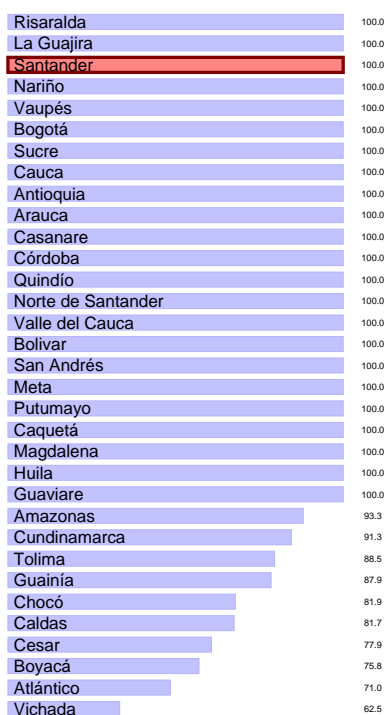 Risaralda 100.0
La Guajira 100.0
Santander 100.0
Nariño 100.0
Vaupés 100.0
Bogotá 100.0
Sucre 100.0
Cauca 100.0
Antioquia 100.0
Arauca 100.0
Casanare 100.0
Córdoba 100.0
Quindío 100.0
Norte de Santander 100.0
Valle del Cauca 100.0
Bolivar 100.0
San Andrés 100.0
Meta 100.0
Putumayo 100.0
Caquetá 100.0
Magdalena 100.0
Huila 100.0
Guaviare 100.0
Amazonas 93.3
Cundinamarca 91.3
Tolima 88.5
Guainía 87.9
Chocó 81.9
Caldas 81.7
Cesar 77.9
Boyacá 75.8
Atlántico 71.0
Vichada 62.5